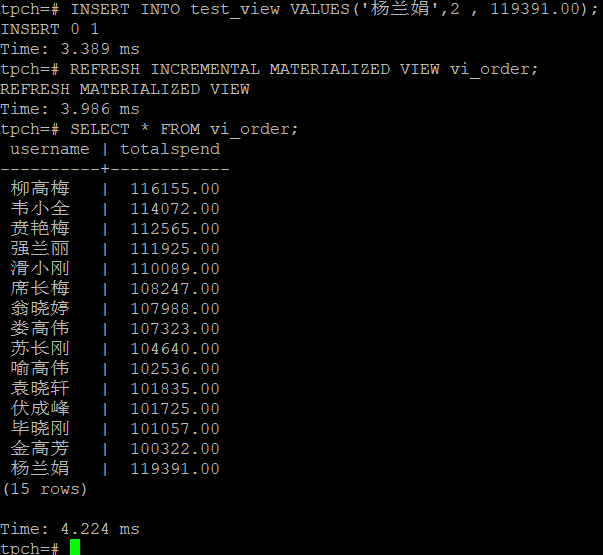 tpch=# INSERT INTO test_view VALUES('杨兰娟',2 , 119391.00);
INSERT 0 1
Time: 3.389 ms
tpch=# REFRESH INCREMENTAL MATERIALIZED VIEW vi_order;
REFRESH MATERIALIZED VIEW
Time: 3.986 ms
tpch=# SELECT * FROM vi_order;
 username | totalspend
----------+------------
 柳高梅   |  116155.00
 韦小全   |  114072.00
 贲艳梅   |  112565.00
 强兰丽   |  111925.00
 滑小刚   |  110089.00
 席长梅   |  108247.00
 翁晓婷   |  107988.00
 娄高伟   |  107323.00
 苏长刚   |  104640.00
 喻高伟   |  102536.00
 袁晓轩   |  101835.00
 伏成峰   |  101725.00
 毕晓刚   |  101057.00
 金高芳   |  100322.00
 杨兰娟   |  119391.00
(15 rows)
Time: 4.224 ms
tpch=#